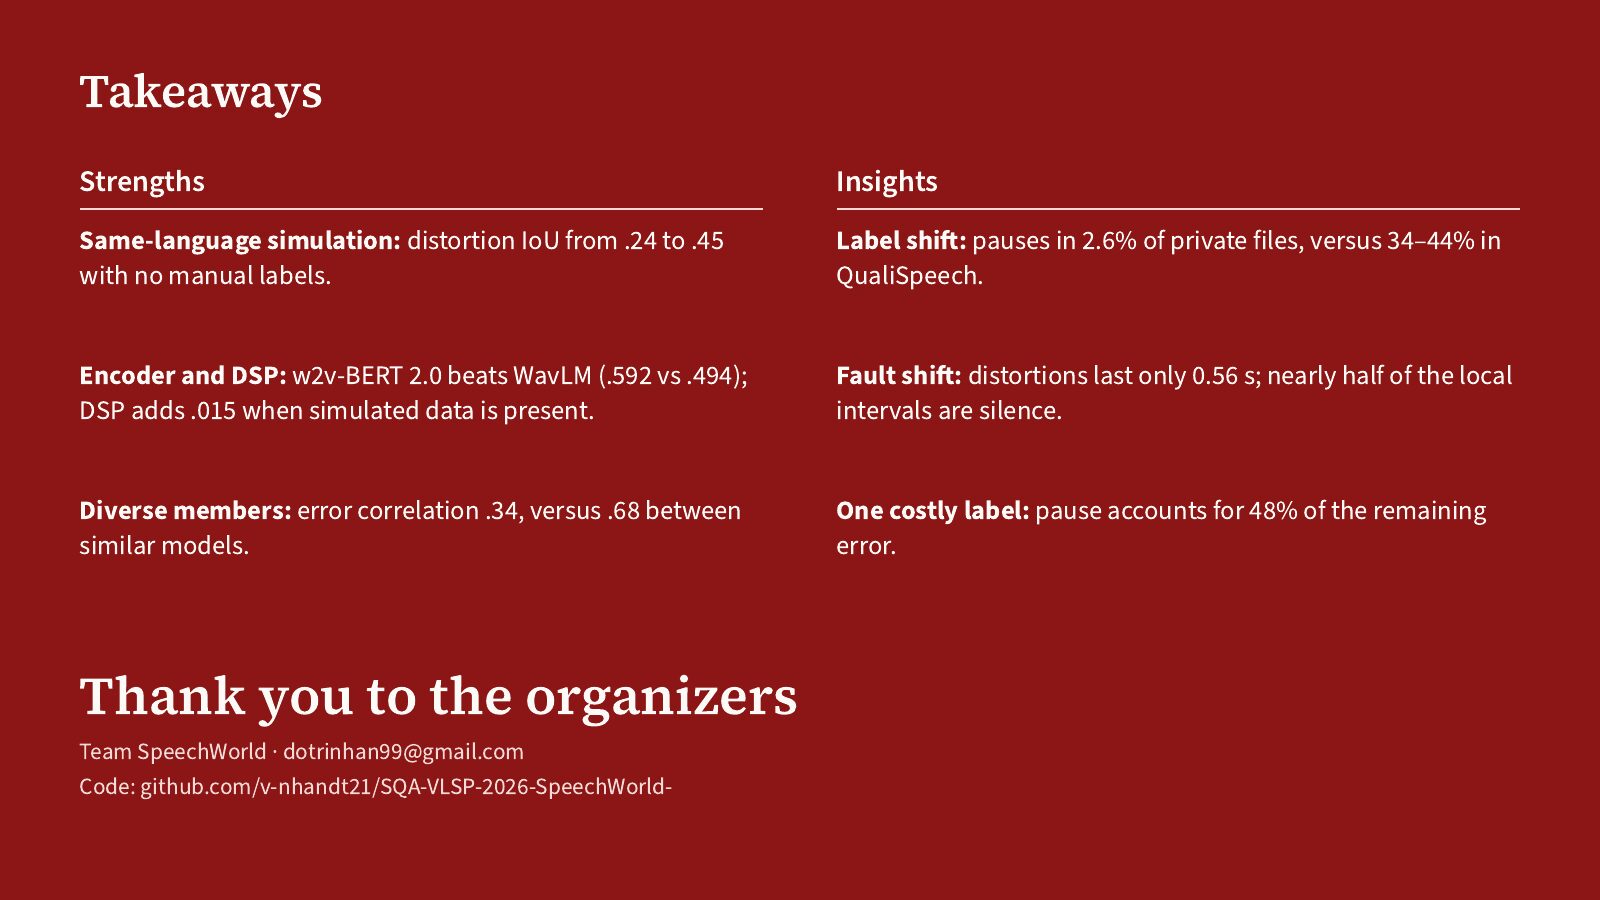 Takeaways
Strengths
Same-language simulation: distortion IoU from .24 to .45
with no manual labels.
Encoder and DSP: w2v-BERT 2.0 beats WavLM (.592 vs .494);
DSP adds .015 when simulated data is present.
Diverse members: error correlation .34, versus .68 between
similar models.
Insights
Label shift: pauses in 2.6% of private files, versus 34–44% in
QualiSpeech.
Fault shift: distortions last only 0.56 s; nearly half of the local
intervals are silence.
One costly label: pause accounts for 48% of the remaining
error.
Thank you to the organizers
Team SpeechWorld · dotrinhan99@gmail.com
Code: github.com/v-nhandt21/SQA-VLSP-2026-SpeechWorld-